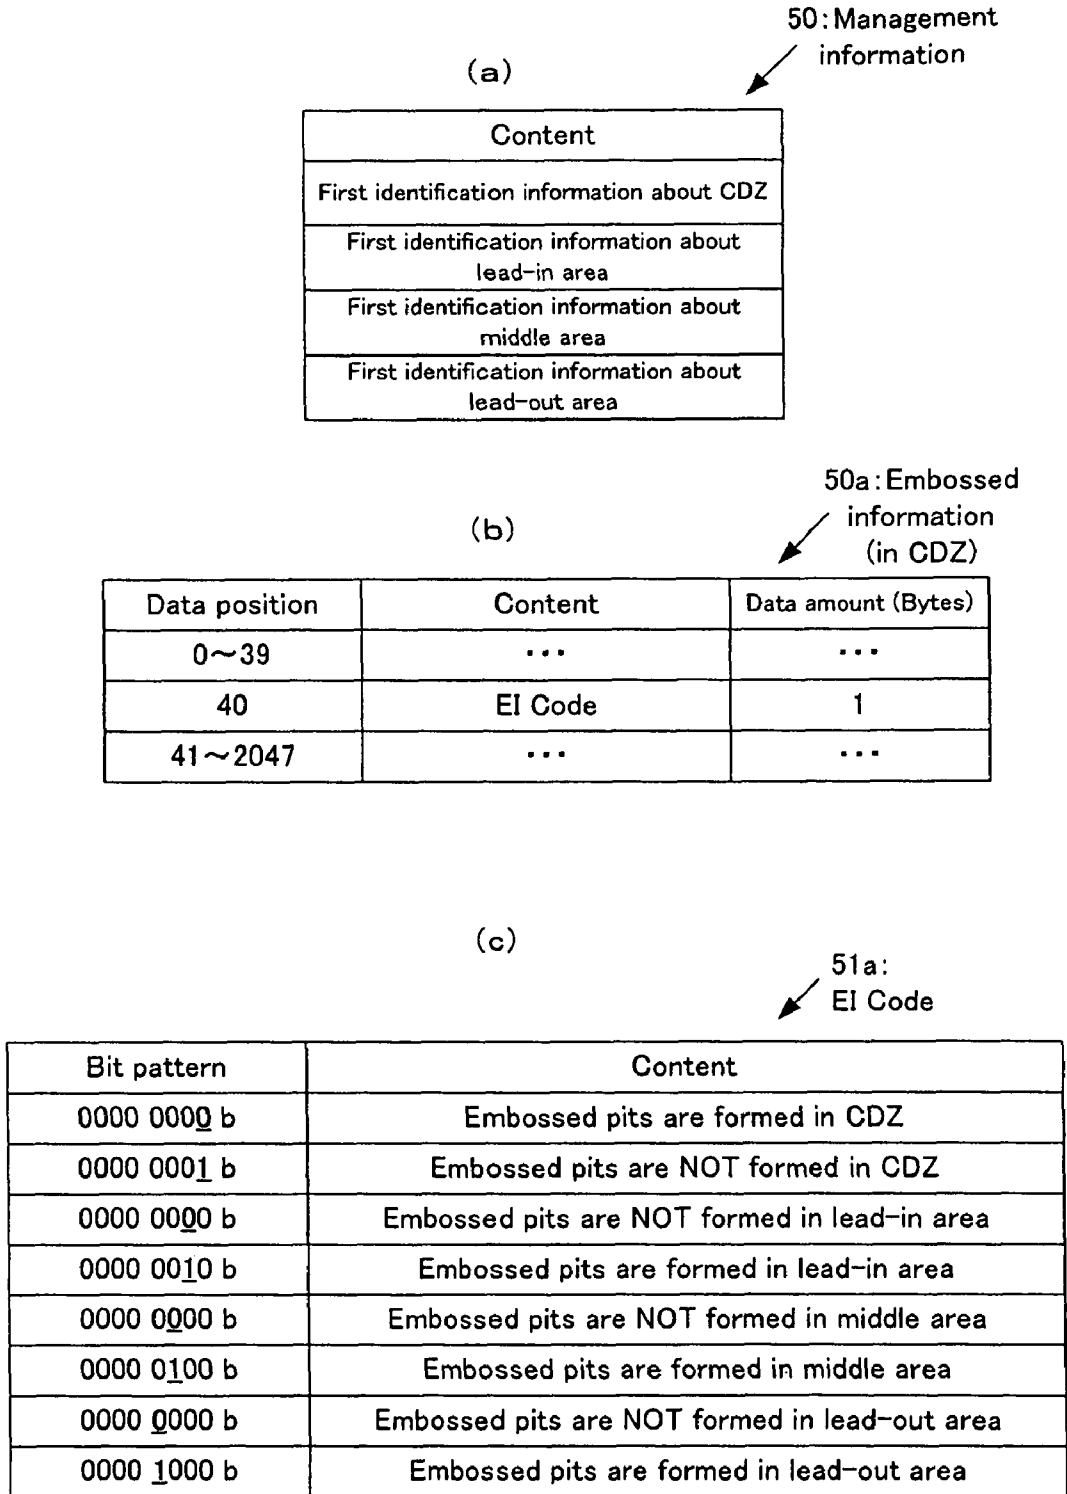 50:Management
information
(a)
Content
First identification information about CDZ
First identification information about
lead-in area
First identification information about
middle area
First identification information about
lead-out area
50a:Embossed
information
(in CDZ)
(b)
Data position Content Data amount (Bytes)
0~39 ... ...
40 EI Code 1
41~2047 ... ...
(c)
51a:
EI Code
Bit pattern Content
0000 0000 b Embossed pits are formed in CDZ
0000 0001 b Embossed pits are NOT formed in CDZ
0000 0000 b Embossed pits are NOT formed in lead-in area
0000 0010 b Embossed pits are formed in lead-in area
0000 0000 b Embossed pits are NOT formed in middle area
0000 0100 b Embossed pits are formed in middle area
0000 0000 b Embossed pits are NOT formed in lead-out area
0000 1000 b Embossed pits are formed in lead-out area